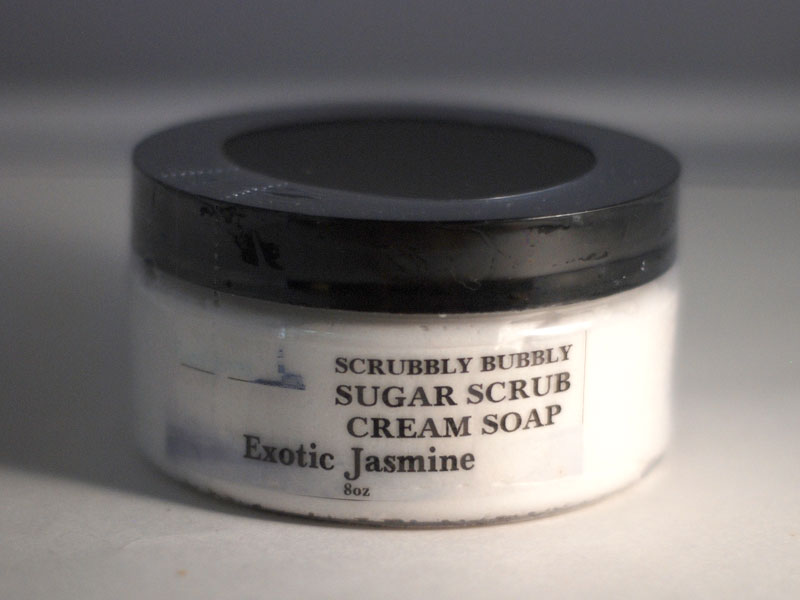 SCRUBBLY BUBBLY
SUGAR SCRUB
CREAM SOAP
Exotic Jasmine
8oz